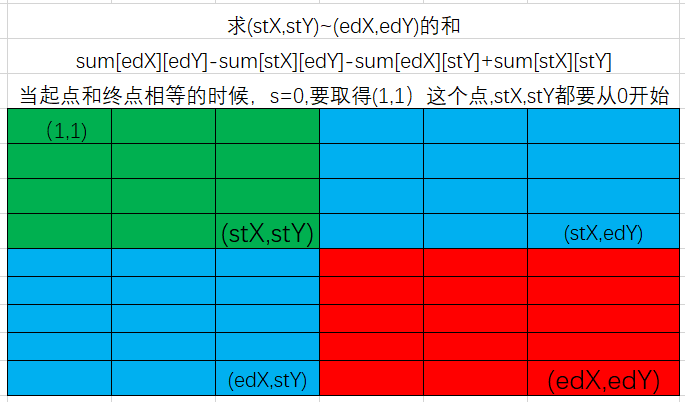 求(stX,stY)~(edX,edY)的和
sum[edX][edY]-sum[stX][edY]-sum[edX][stY]+sum[stX][stY]
当起点和终点相等的时候，s=0,要取得(1,1）这个点,stX,stY都要从0开始
（1,1)
(stX,stY)
(stX,edY)
(edX,stY)
(edX,edY)